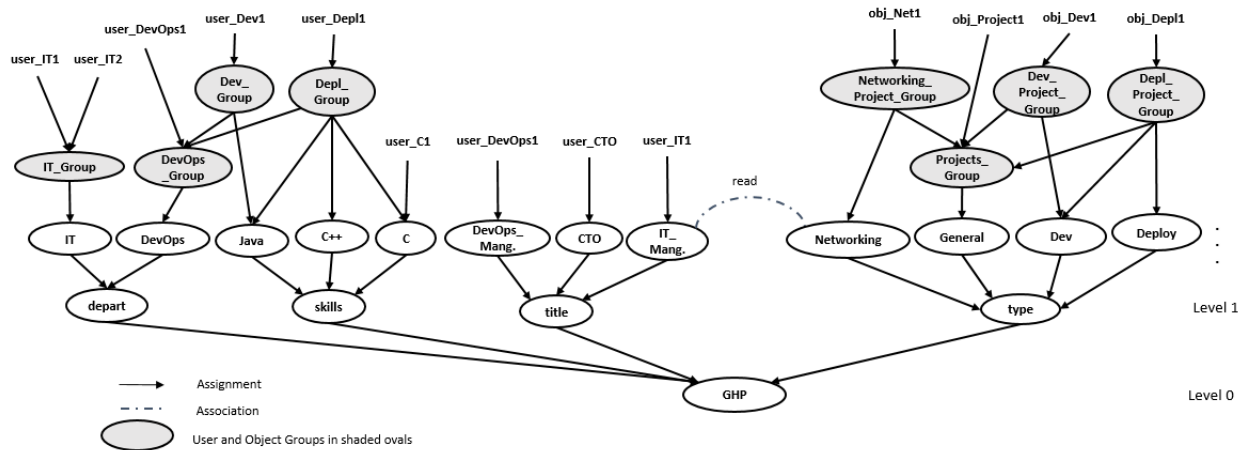 user_Dev1
user_Depl1
obj_Net1
obj_Project1
obj_Dev1
obj_Depl1
user_DevOps1
user_IT1
user_IT2
Dev_
Group
Depl_
Group
Networking_
Project_Group
Dev_
Project_
Group
Depl_
Project_
Group
user_C1
user_DevOps1
user_CTO
user_IT1
IT_Group
DevOps
_Group
Projects_
Group
read
IT
DevOps
Java
C++
C
DevOps_
Mang.
CTO
IT_
Mang.
Networking
General
Dev
Deploy
depart
skills
title
type
Level 1
GHP
Level 0
Assignment
Association
User and Object Groups in shaded ovals